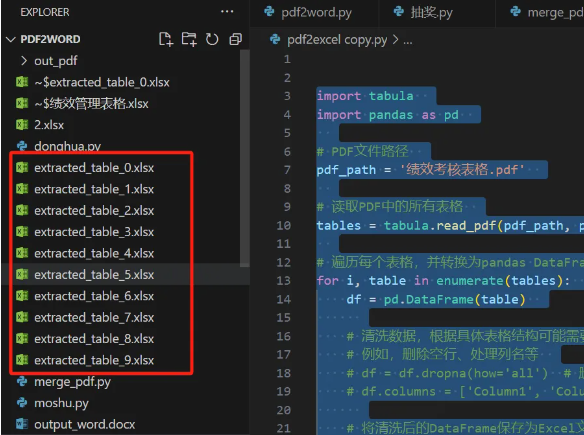 EXPLORER
PDF2WORD
out_pdf
~$extracted_table_0.xlsx
~$绩效管理表格.xlsx
2.xlsx
donghua.py
extracted_table_0.xlsx
extracted_table_1.xlsx
extracted_table_2.xlsx
extracted_table_3.xlsx
extracted_table_4.xlsx
extracted_table_5.xlsx
extracted_table_6.xlsx
extracted_table_7.xlsx
extracted_table_8.xlsx
extracted_table_9.xlsx
merge_pdf.py
moshu.py
output_word.docx
pdf2word.py 抽奖.py merge_pd
pdf2excel copy.py > ...
1
2
3 import tabula
4 import pandas as pd
5
6 # PDF文件路径
7 pdf_path = '绩效考核表格.pdf'
8
9 # 读取PDF中的所有表格
10 tables = tabula.read_pdf(pdf_path, p
11
12 # 遍历每个表格，并转换为pandas DataFra
13 for i, table in enumerate(tables):
14 df = pd.DataFrame(table)
15
16 # 清洗数据，根据具体表格结构可能需要
17 # 例如，删除空行、处理列名等
18 # df = df.dropna(how='all') #
19 # df.columns = ['Column1', 'Colu
20
21 # 将清洗后的DataFrame保存为Excel文